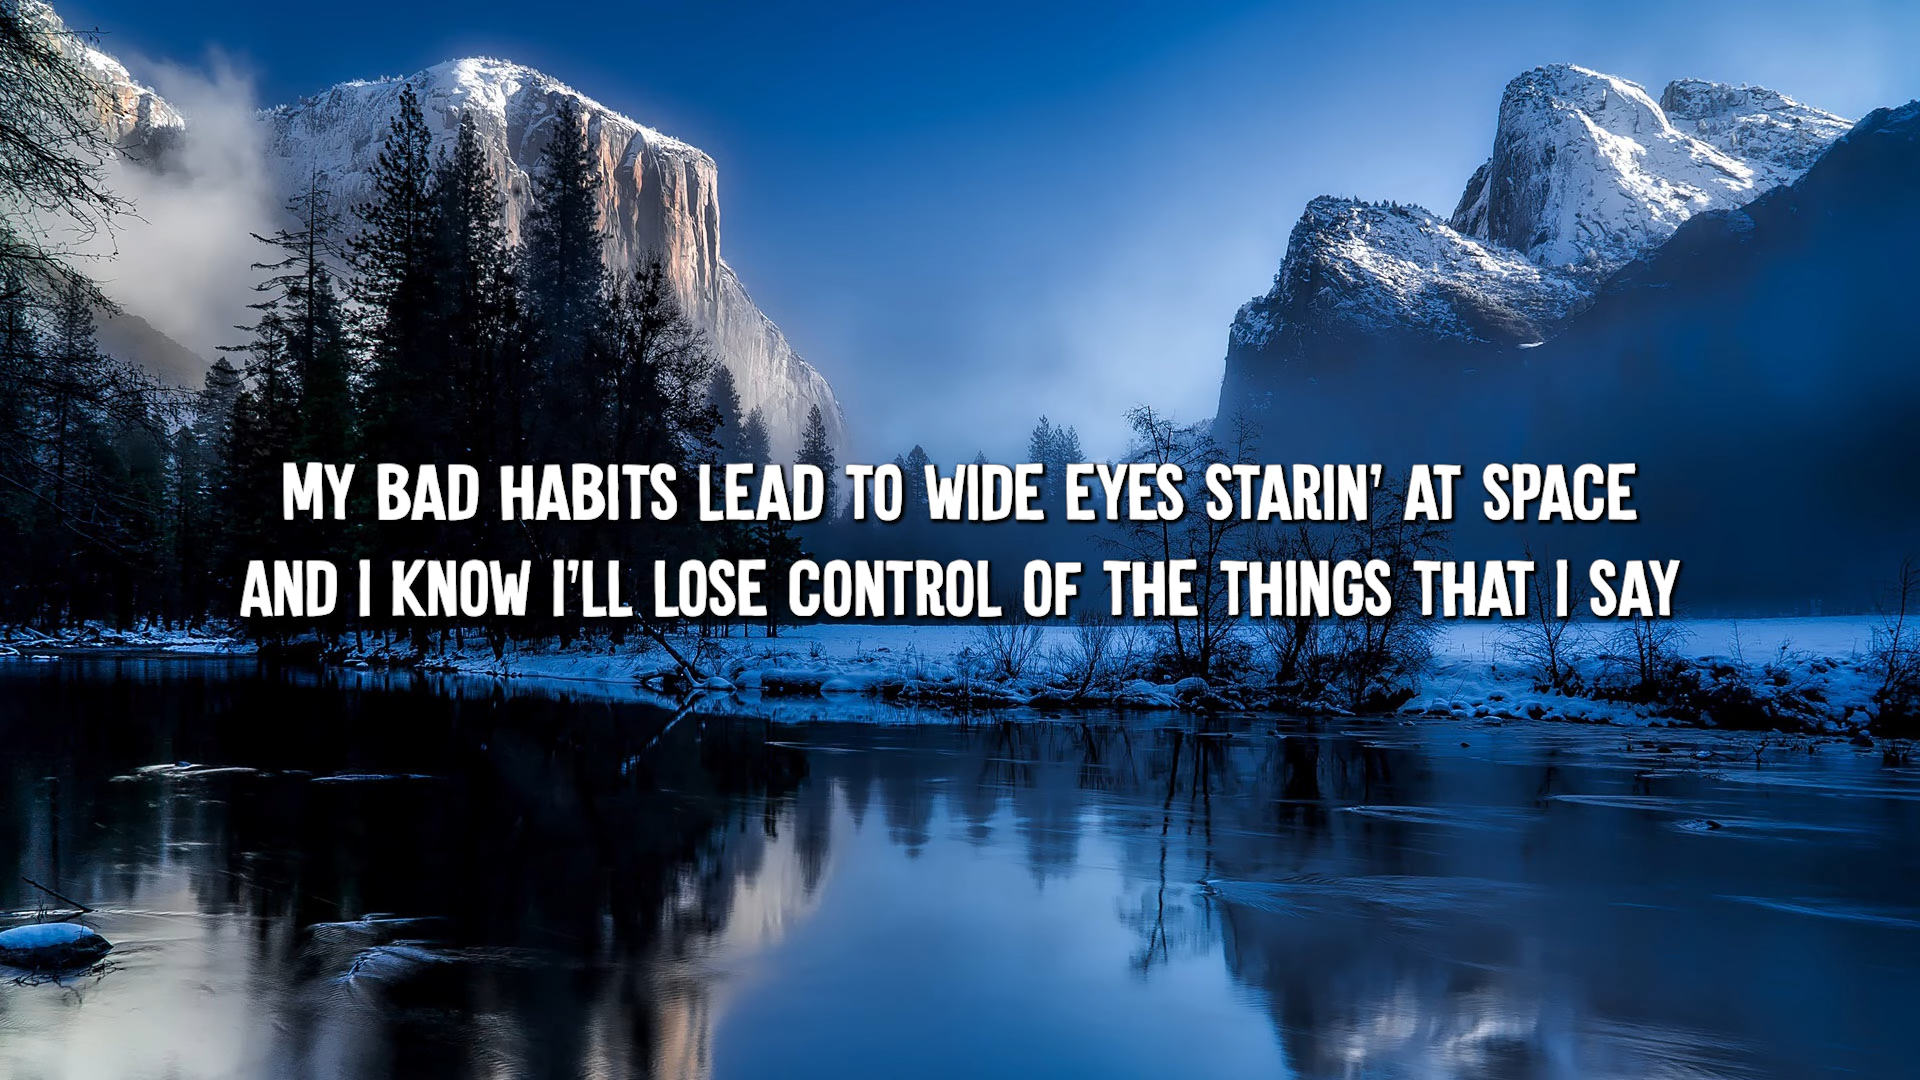 MY BAD HABITS LEAD TO WIDE EYES STARIN' AT SPACE
AND I KNOW I'LL LOSE CONTROL OF THE THINGS THAT I SAY